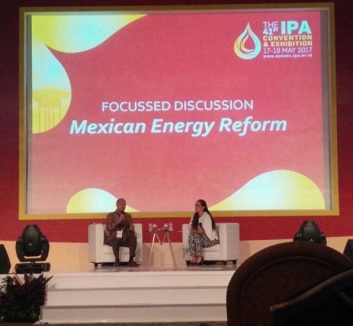 THE 41ST IPA
CONVENTION
& EXHIBITION
17-19 MAY 2017
FOCUSSED DISCUSSION
Mexican Energy Reform